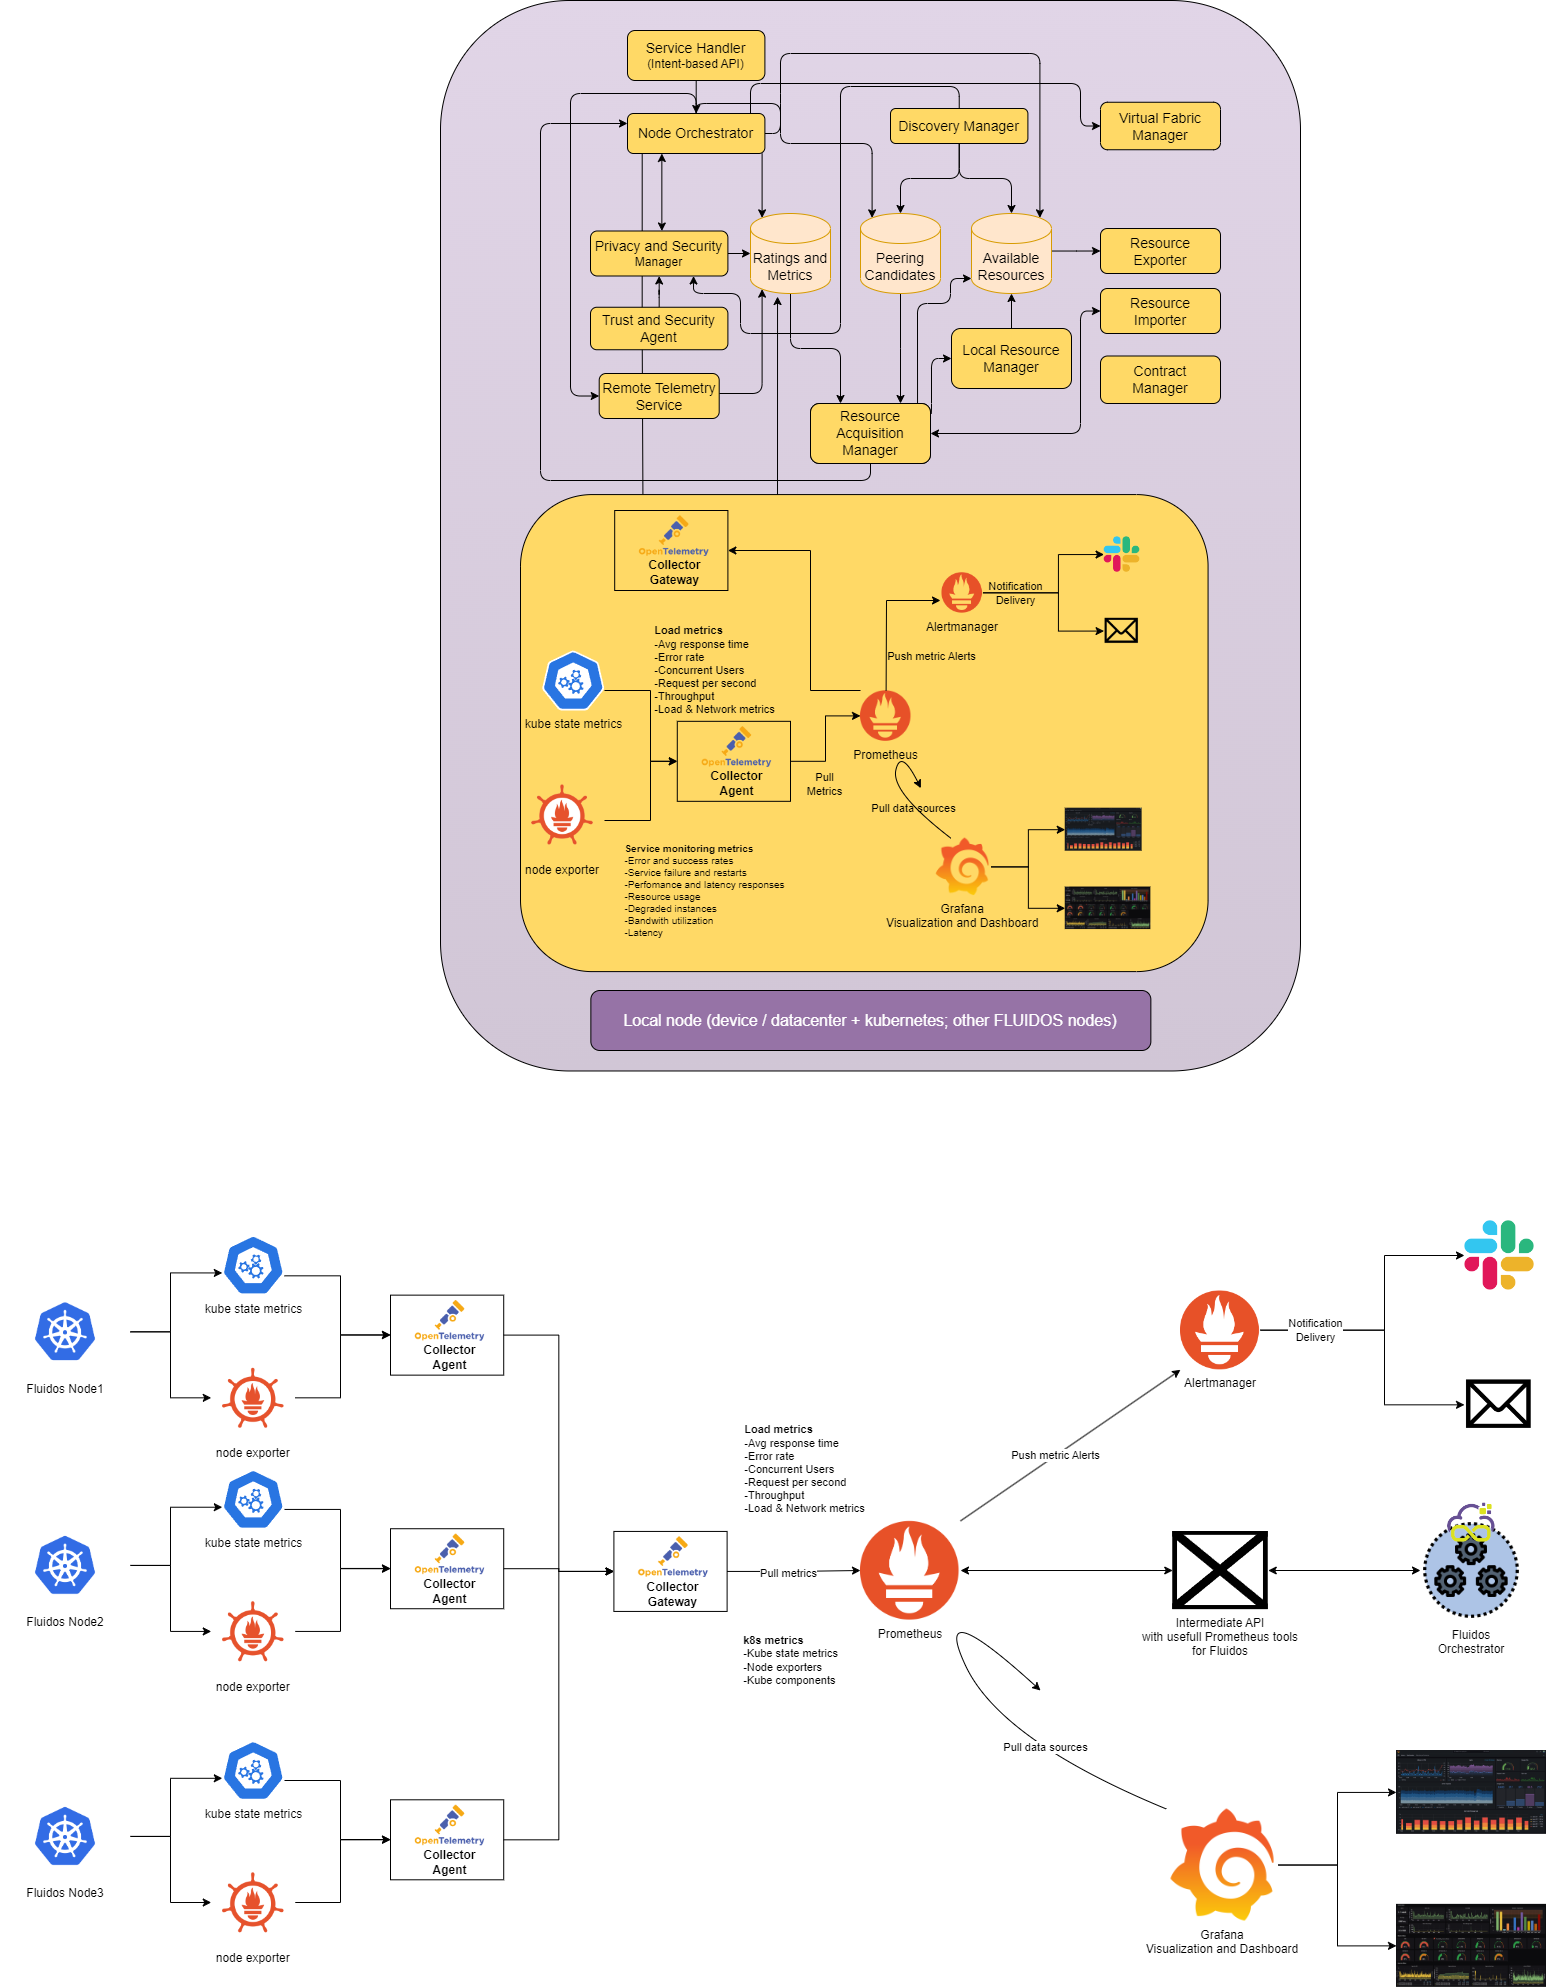 Service Handler
(Intent-based API)
Node Orchestrator
Discovery Manager
Virtual Fabric
Manager
Privacy and Security
Manager
Ratings and
Metrics
Peering
Candidates
Available
Resources
Resource
Exporter
Resource
Importer
Trust and Security
Agent
Local Resource
Manager
Contract
Manager
Remote Telemetry
Service
Resource
Acquisition
Manager
OpenTelemetry
Collector
Gateway
Notification
Delivery
Alertmanager
Load metrics
-Avg response time
-Error rate
-Concurrent Users
-Request per second
-Throughput
-Load & Network metrics
Push metric Alerts
kube state metrics
OpenTelemetry
Collector
Agent
Prometheus
Pull
Metrics
Pull data sources
node exporter
Service monitoring metrics
-Error and success rates
-Service failure and restarts
-Perfomance and latency responses
-Resource usage
-Degraded instances
-Bandwith utilization
-Latency
Grafana
Visualization and Dashboard
Local node (device / datacenter + kubernetes; other FLUIDOS nodes)
kube state metrics
Fluidos Node1
OpenTelemetry
Collector
Agent
node exporter
Notification
Delivery
Alertmanager
Load metrics
-Avg response time
-Error rate
-Concurrent Users
-Request per second
-Throughput
-Load & Network metrics
Push metric Alerts
kube state metrics
Fluidos Node2
OpenTelemetry
Collector
Agent
node exporter
OpenTelemetry
Collector
Gateway
Pull metrics
Prometheus
k8s metrics
-Kube state metrics
-Node exporters
-Kube components
Intermediate API
with usefull Prometheus tools
for Fluidos
Fluidos
Orchestrator
Pull data sources
kube state metrics
Fluidos Node3
OpenTelemetry
Collector
Agent
node exporter
Grafana
Visualization and Dashboard